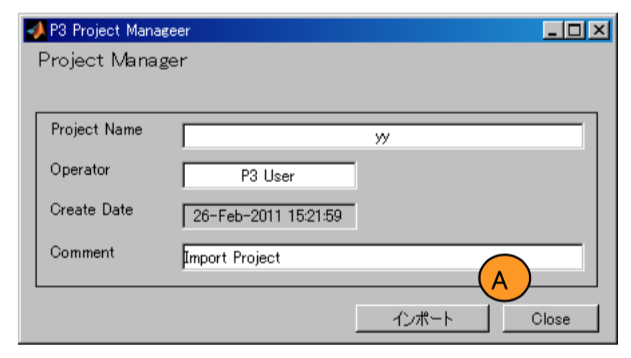 P3 Project Manageer
Project Manager
Project Name
yy
Operator
P3 User
Create Date
26-Feb-2011 15:21:59
Comment
Import Project
A
インポート
Close